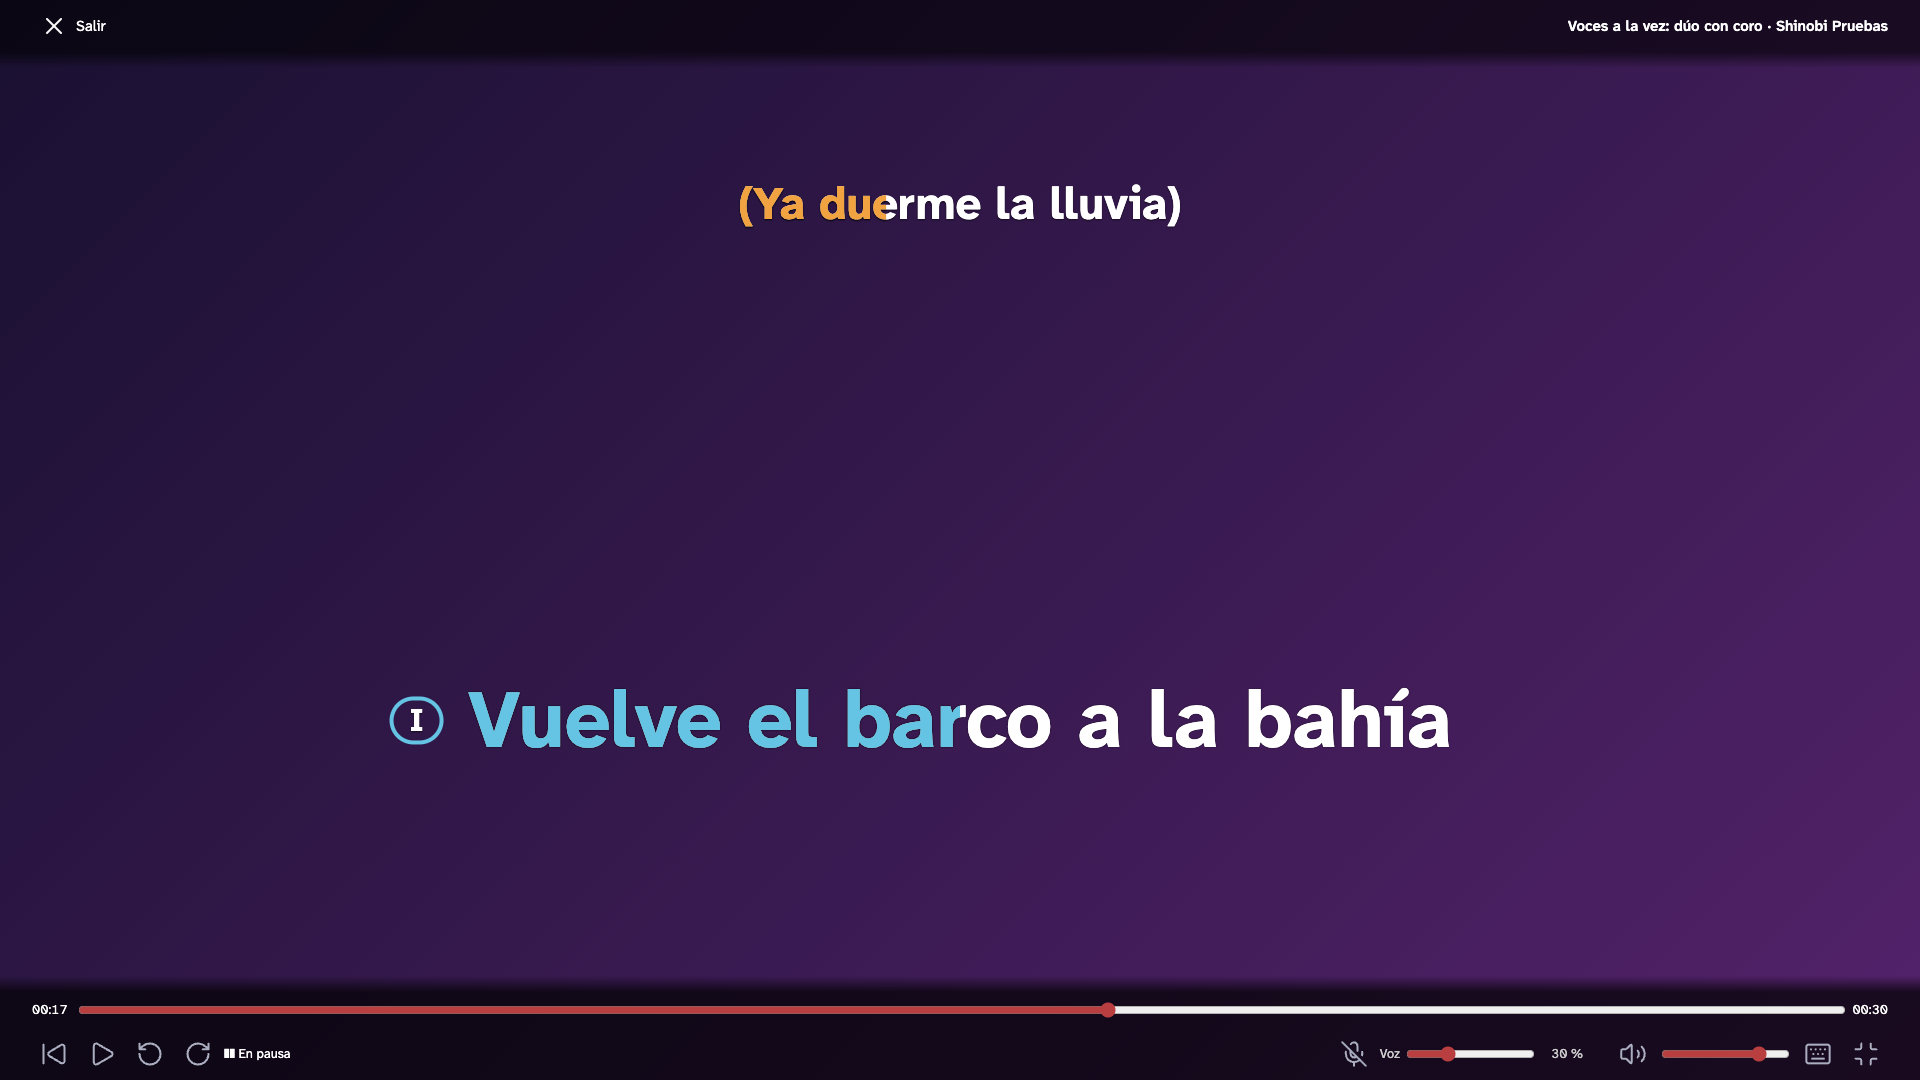 Salir
Voces a la vez: dúo con coro · Shinobi Pruebas
(Ya duerme la lluvia)
I Vuelve el barco a la bahía
00:17
00:30
En pausa
Voz
30 %